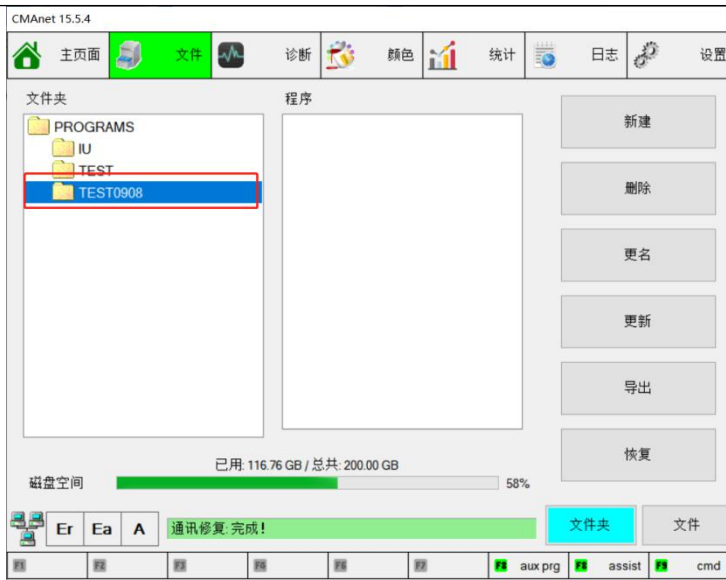 CMAnet 15.5.4
主页面 文件 诊断 颜色 统计 日志 设置
文件夹 程序
PROGRAMS
IU
TEST
TEST0908
新建
删除
更名
更新
导出
恢复
已用: 116.76 GB / 总共: 200.00 GB
磁盘空间 58%
Er Ea A 通讯修复:完成! 文件夹 文件
F1 F2 F3 F7 F8 aux prg assist F9 cmd